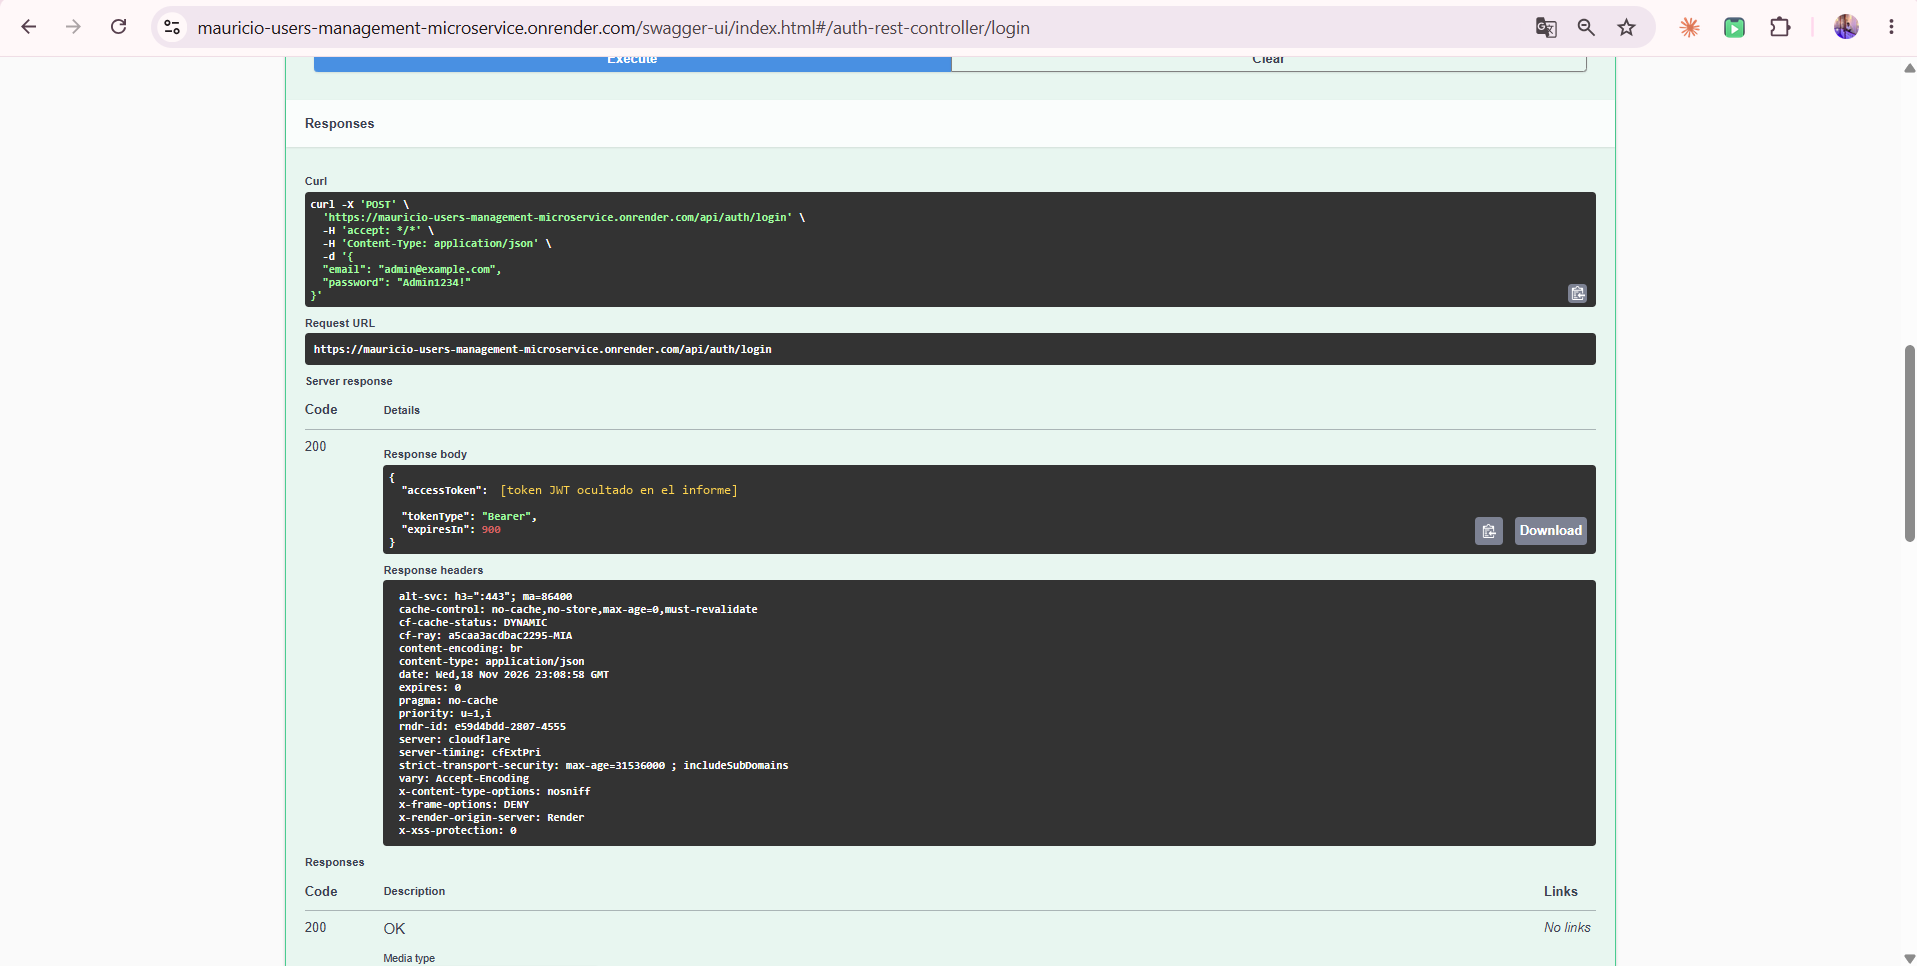 mauricio-users-management-microservice.onrender.com/swagger-ui/index.html#/auth-rest-controller/login
Execute
Clear
Responses
Curl
curl -X 'POST' \
'https://mauricio-users-management-microservice.onrender.com/api/auth/login' \
-H 'accept: */*' \
-H 'Content-Type: application/json' \
-d '{
"email": "admin@example.com",
"password": "Admin1234!"
}'
Request URL
https://mauricio-users-management-microservice.onrender.com/api/auth/login
Server response
Code Details
200
Response body
{
"accessToken": [token JWT ocultado en el informe]
"tokenType": "Bearer",
"expiresIn": 900
}
Download
Response headers
alt-svc: h3=":443"; ma=86400
cache-control: no-cache,no-store,max-age=0,must-revalidate
cf-cache-status: DYNAMIC
cf-ray: a5caa3acdbac2295-MIA
content-encoding: br
content-type: application/json
date: Wed,18 Nov 2026 23:08:58 GMT
expires: 0
pragma: no-cache
priority: u=1,i
rndr-id: e59d4bdd-2807-4555
server: cloudflare
server-timing: cfExtPri
strict-transport-security: max-age=31536000 ; includeSubDomains
vary: Accept-Encoding
x-content-type-options: nosniff
x-frame-options: DENY
x-render-origin-server: Render
x-xss-protection: 0
Responses
Code Description Links
200 OK No links
Media type